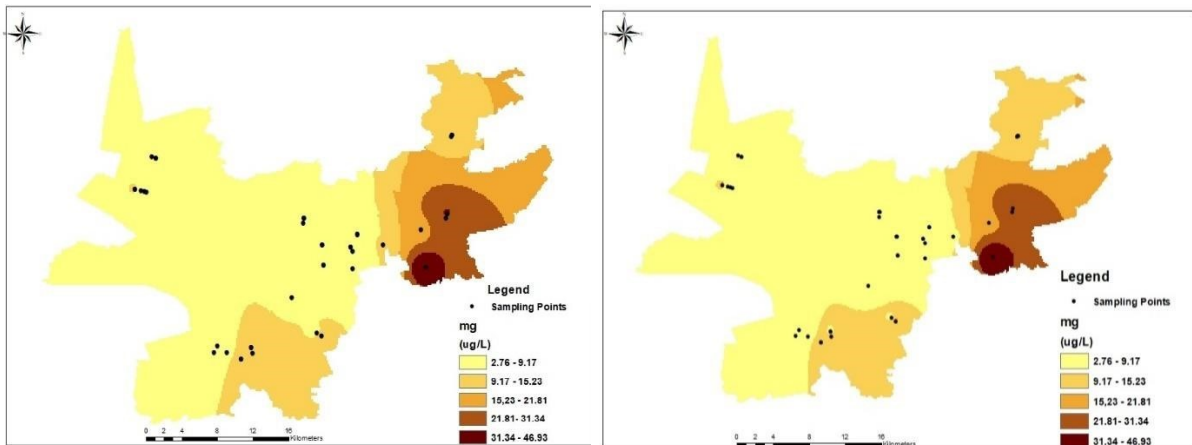 Legend
Sampling Points
mg
(ug/L)
2.76 - 9.17
9.17 - 15.23
15,23 - 21.81
21.81- 31.34
31.34 - 46.93
0 2 4 8 12 16
Kilometers
Legend
Sampling Points
mg
(ug/L)
2.76 - 9.17
9.17 - 15.23
15,23 - 21.81
21.81 - 31.34
31.34 - 46.93
0 2 4 8 12 16
Kilometers